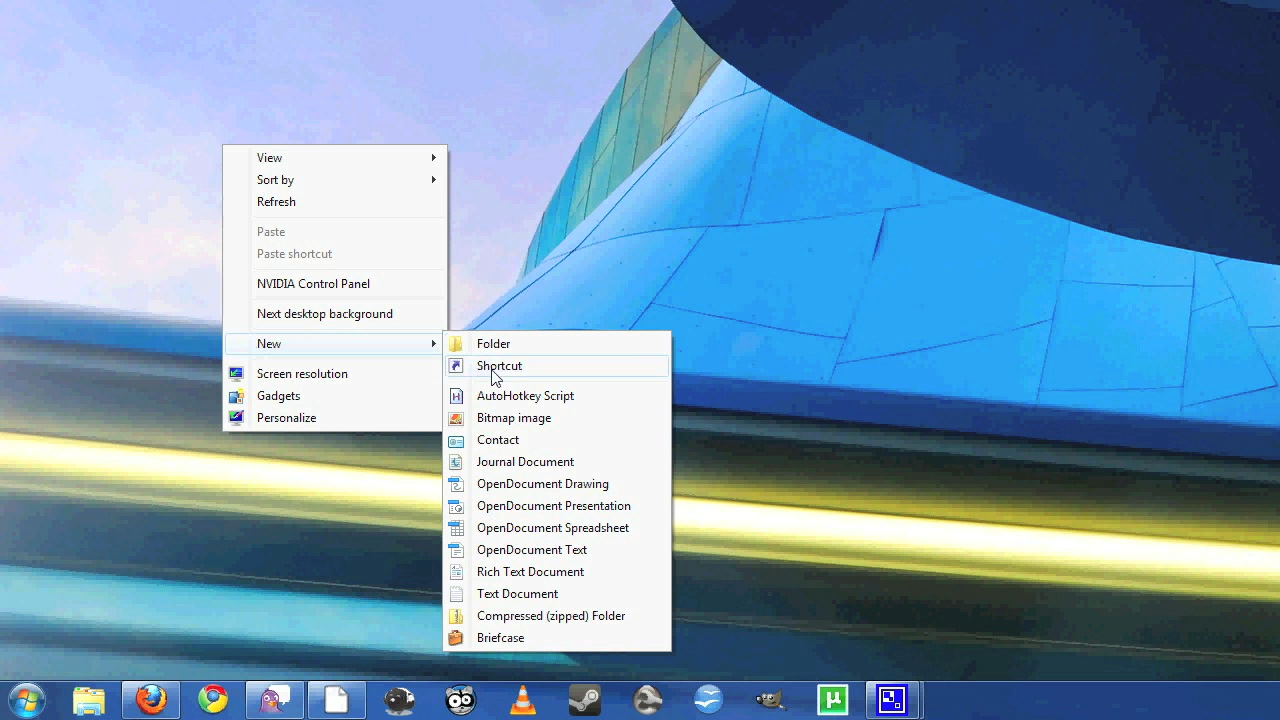 View
Sort by
Refresh
Paste
Paste shortcut
NVIDIA Control Panel
Next desktop background
New
Screen resolution
Gadgets
Personalize
Folder
Shortcut
AutoHotkey Script
Bitmap image
Contact
Journal Document
OpenDocument Drawing
OpenDocument Presentation
OpenDocument Spreadsheet
OpenDocument Text
Rich Text Document
Text Document
Compressed (zipped) Folder
Briefcase
µ